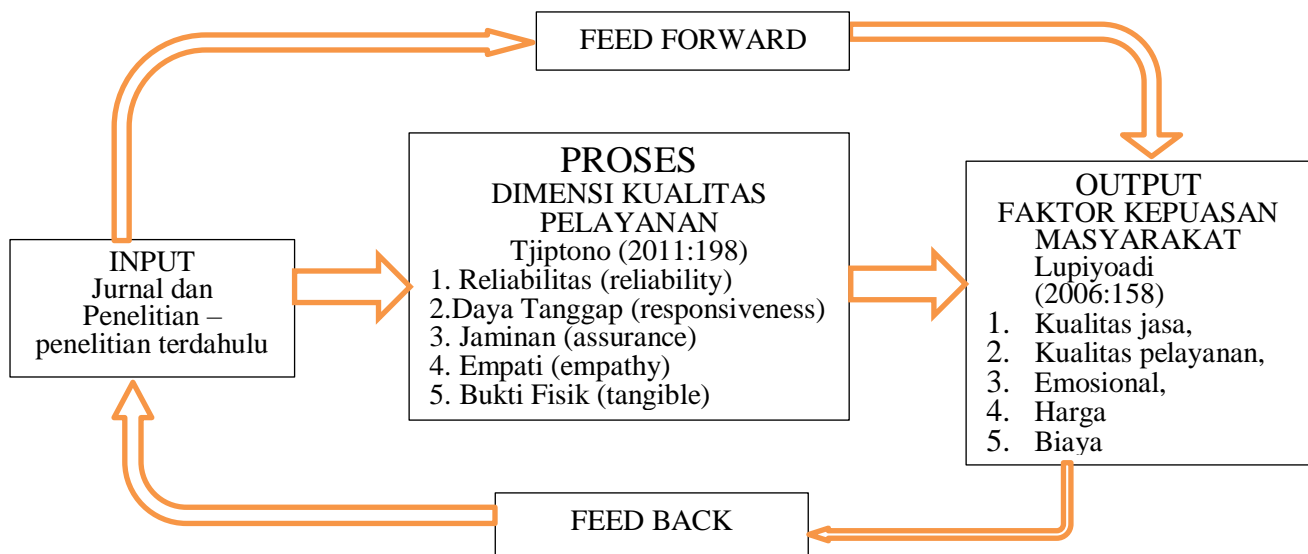 FEED FORWARD
INPUT
Jurnal dan
Penelitian –
penelitian terdahulu
PROSES
DIMENSI KUALITAS
PELAYANAN
Tjiptono (2011:198)
1. Reliabilitas (reliability)
2.Daya Tanggap (responsiveness)
3. Jaminan (assurance)
4. Empati (empathy)
5. Bukti Fisik (tangible)
OUTPUT
FAKTOR KEPUASAN
MASYARAKAT
Lupiyoadi
(2006:158)
1. Kualitas jasa,
2. Kualitas pelayanan,
3. Emosional,
4. Harga
5. Biaya
FEED BACK